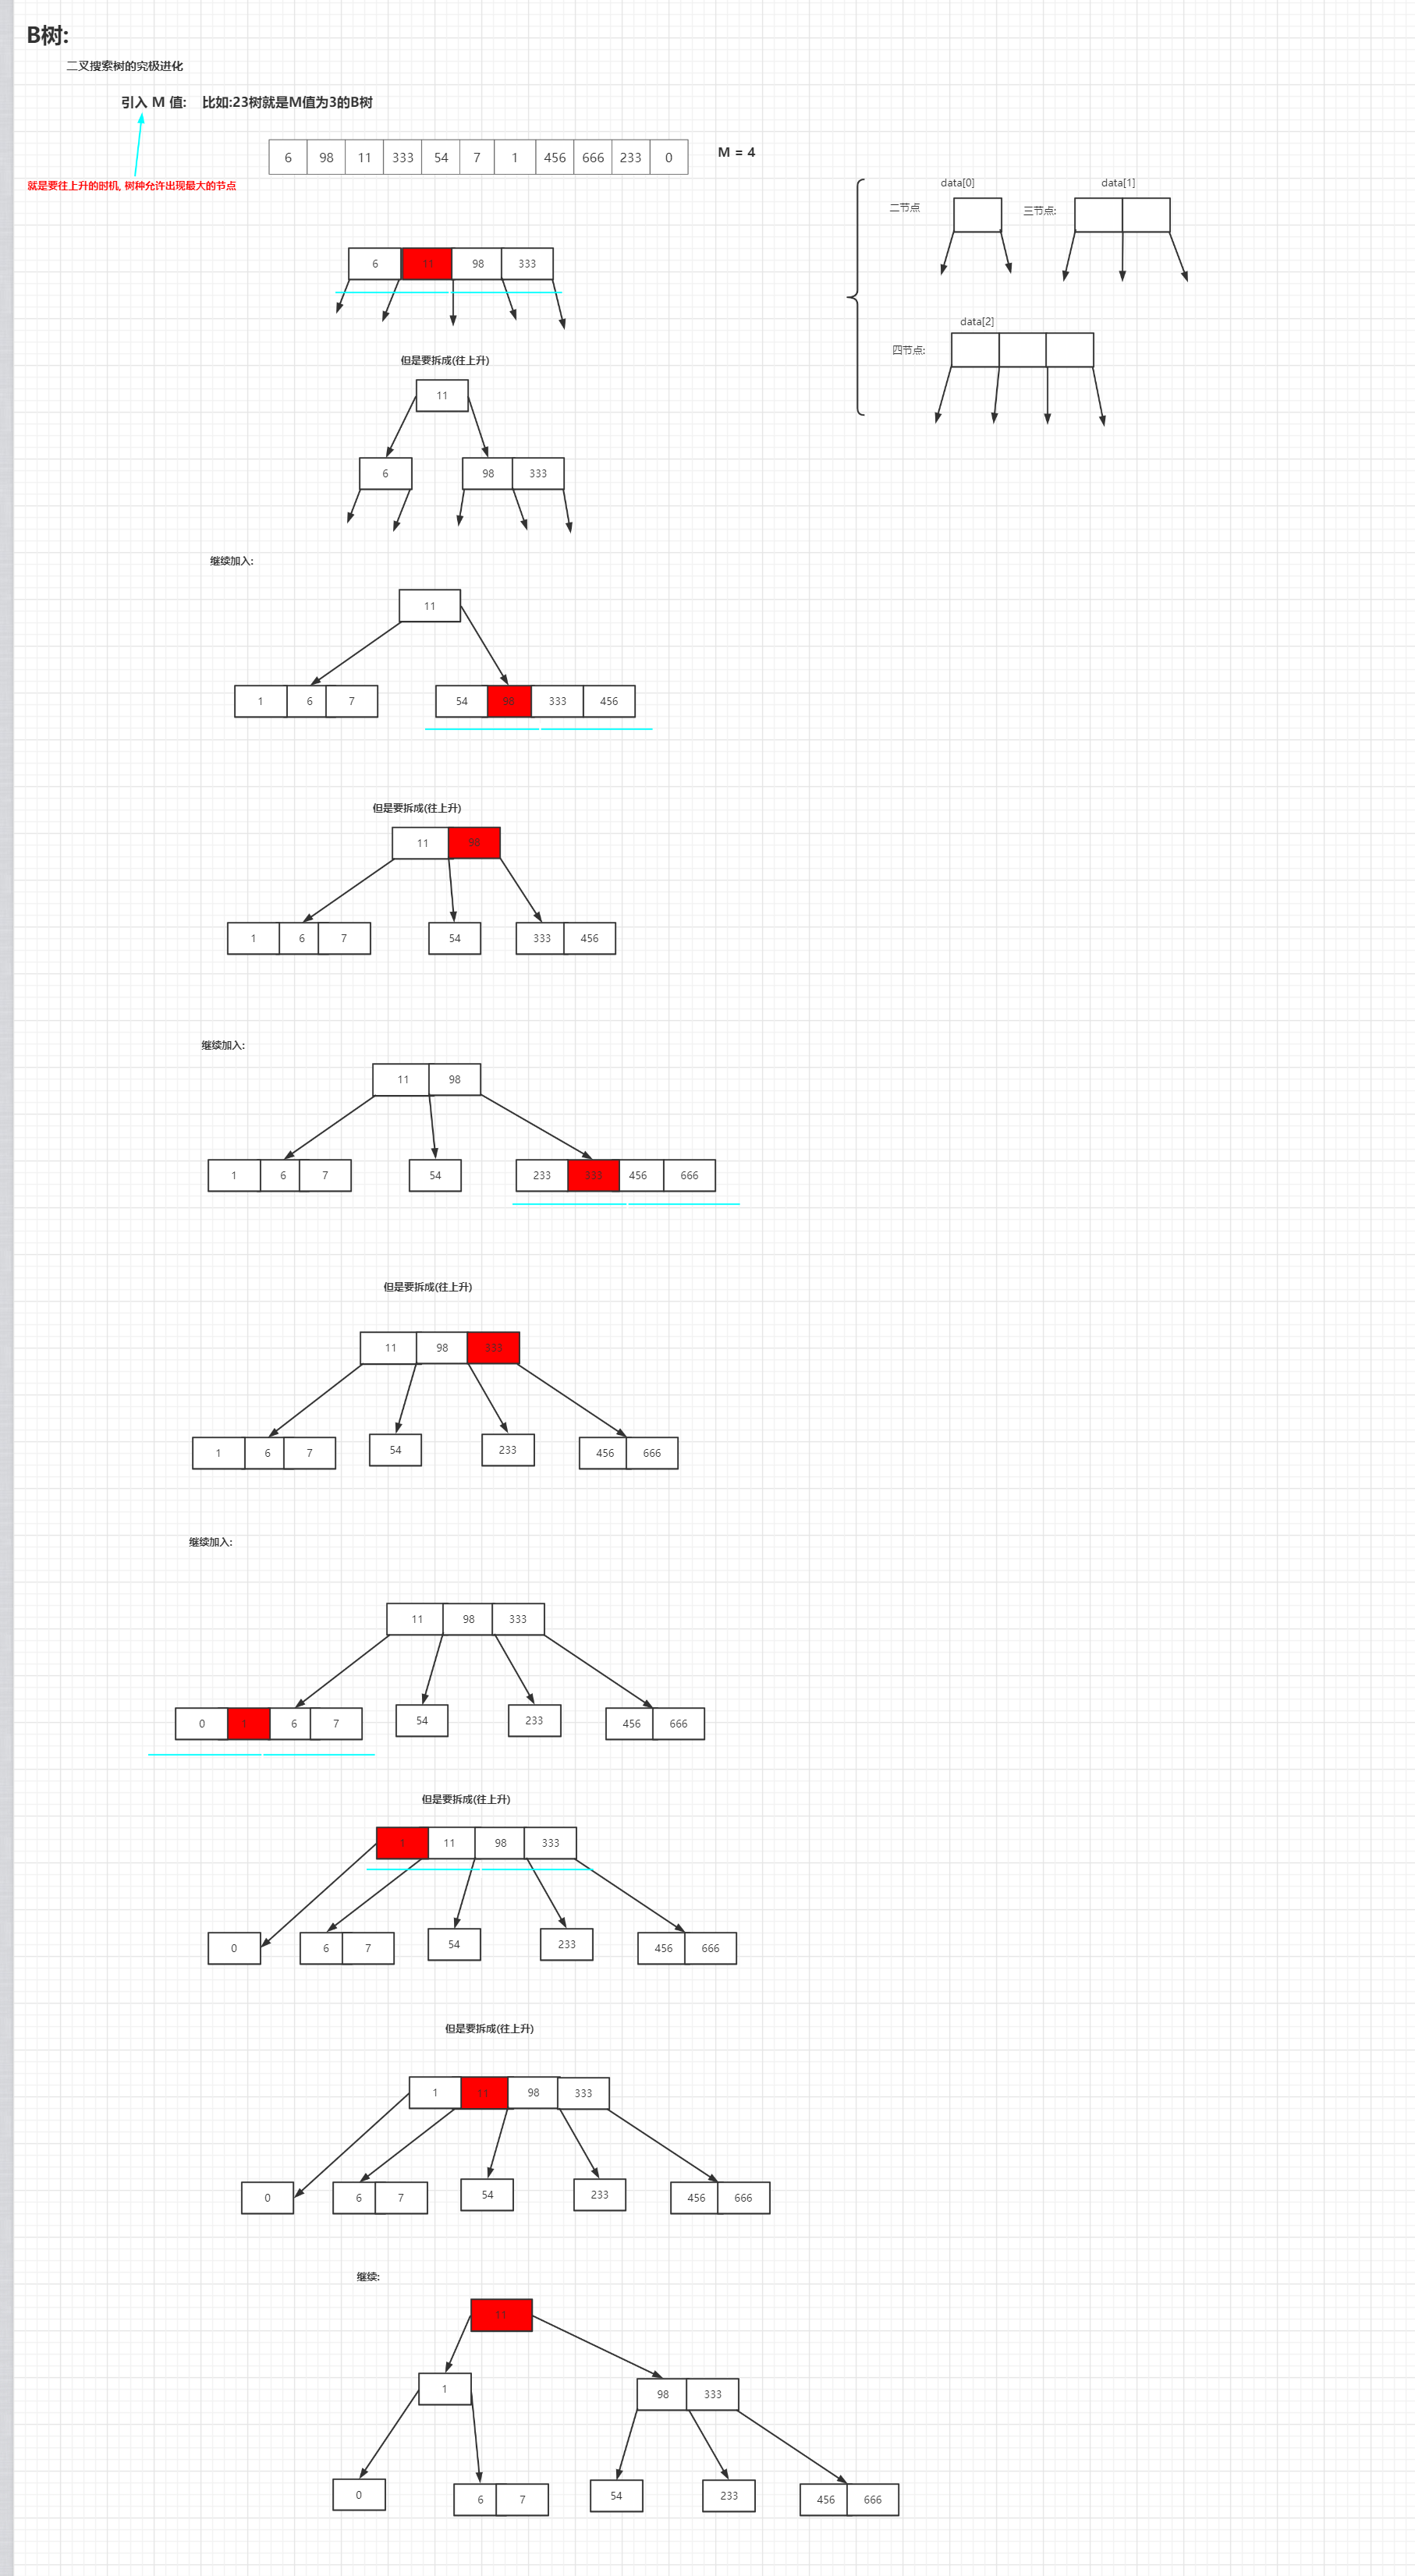 B树:
二叉搜索树的究极进化
引入 M 值: 比如:23树就是M值为3的B树
6 98 11 333 54 7 1 456 666 233 0
M = 4
就是要往上升的时机, 树种允许出现最大的节点
data[0] data[1]
二节点 三节点:
data[2]
四节点:
6 11 98 333
但是要拆成(往上升)
11
6 98 333
继续加入:
11
1 6 7 54 98 333 456
但是要拆成(往上升)
11 98
1 6 7 54 333 456
继续加入:
11 98
1 6 7 54 233 333 456 666
但是要拆成(往上升)
11 98 333
1 6 7 54 233 456 666
继续加入:
11 98 333
0 1 6 7 54 233 456 666
但是要拆成(往上升)
1 11 98 333
0 6 7 54 233 456 666
但是要拆成(往上升)
1 11 98 333
0 6 7 54 233 456 666
继续:
11
1 98 333
0 6 7 54 233 456 666